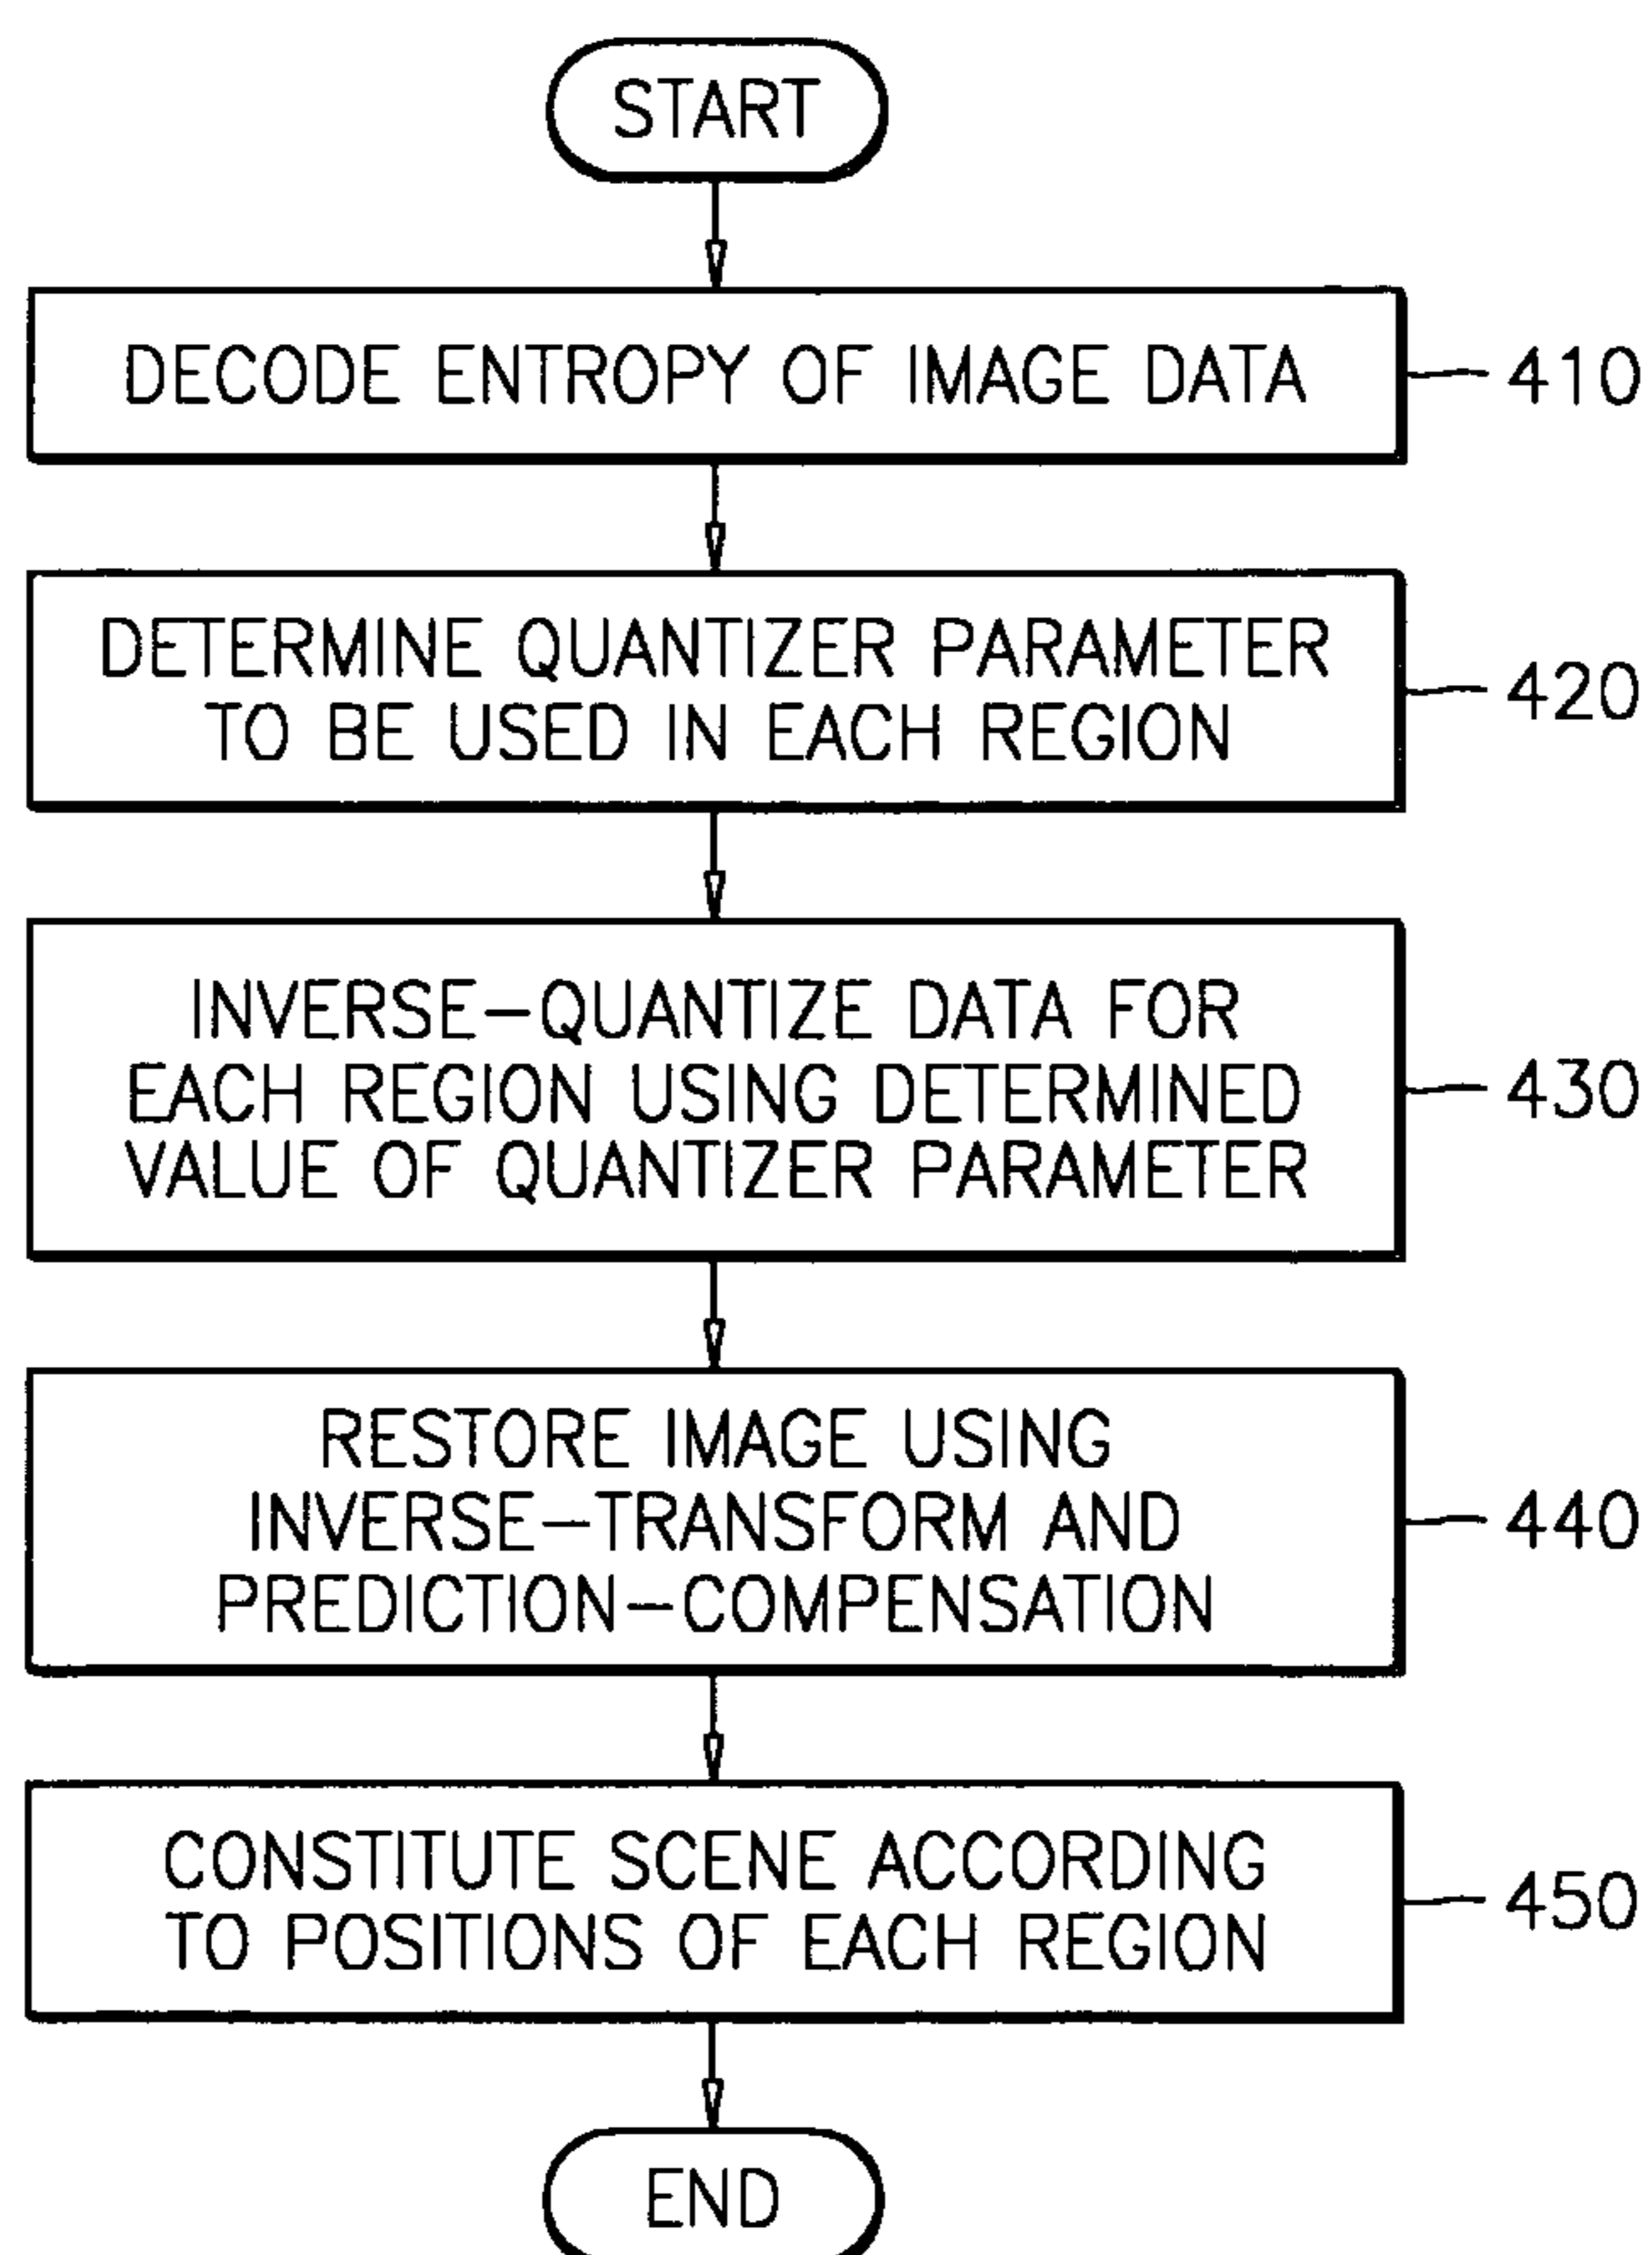 START
DECODE ENTROPY OF IMAGE DATA
410
DETERMINE QUANTIZER PARAMETER
TO BE USED IN EACH REGION
420
INVERSE-QUANTIZE DATA FOR
EACH REGION USING DETERMINED
VALUE OF QUANTIZER PARAMETER
430
RESTORE IMAGE USING
INVERSE-TRANSFORM AND
PREDICTION-COMPENSATION
440
CONSTITUTE SCENE ACCORDING
TO POSITIONS OF EACH REGION
450
END